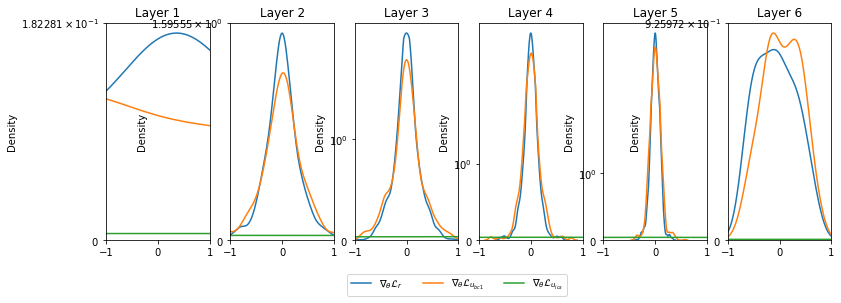 Layer 1
Layer 2
Layer 3
Layer 4
Layer 5
Layer 6
1.82281 × 10⁻¹
1.59555 × 10⁰
9.25972 × 10⁻¹
10⁰
10⁰
10⁰
Density
Density
Density
Density
Density
Density
0
0
0
0
0
0
−1 0 1
−1 0 1
−1 0 1
−1 0 1
−1 0 1
−1 0 1
∇θℒr
∇θℒu_bc1